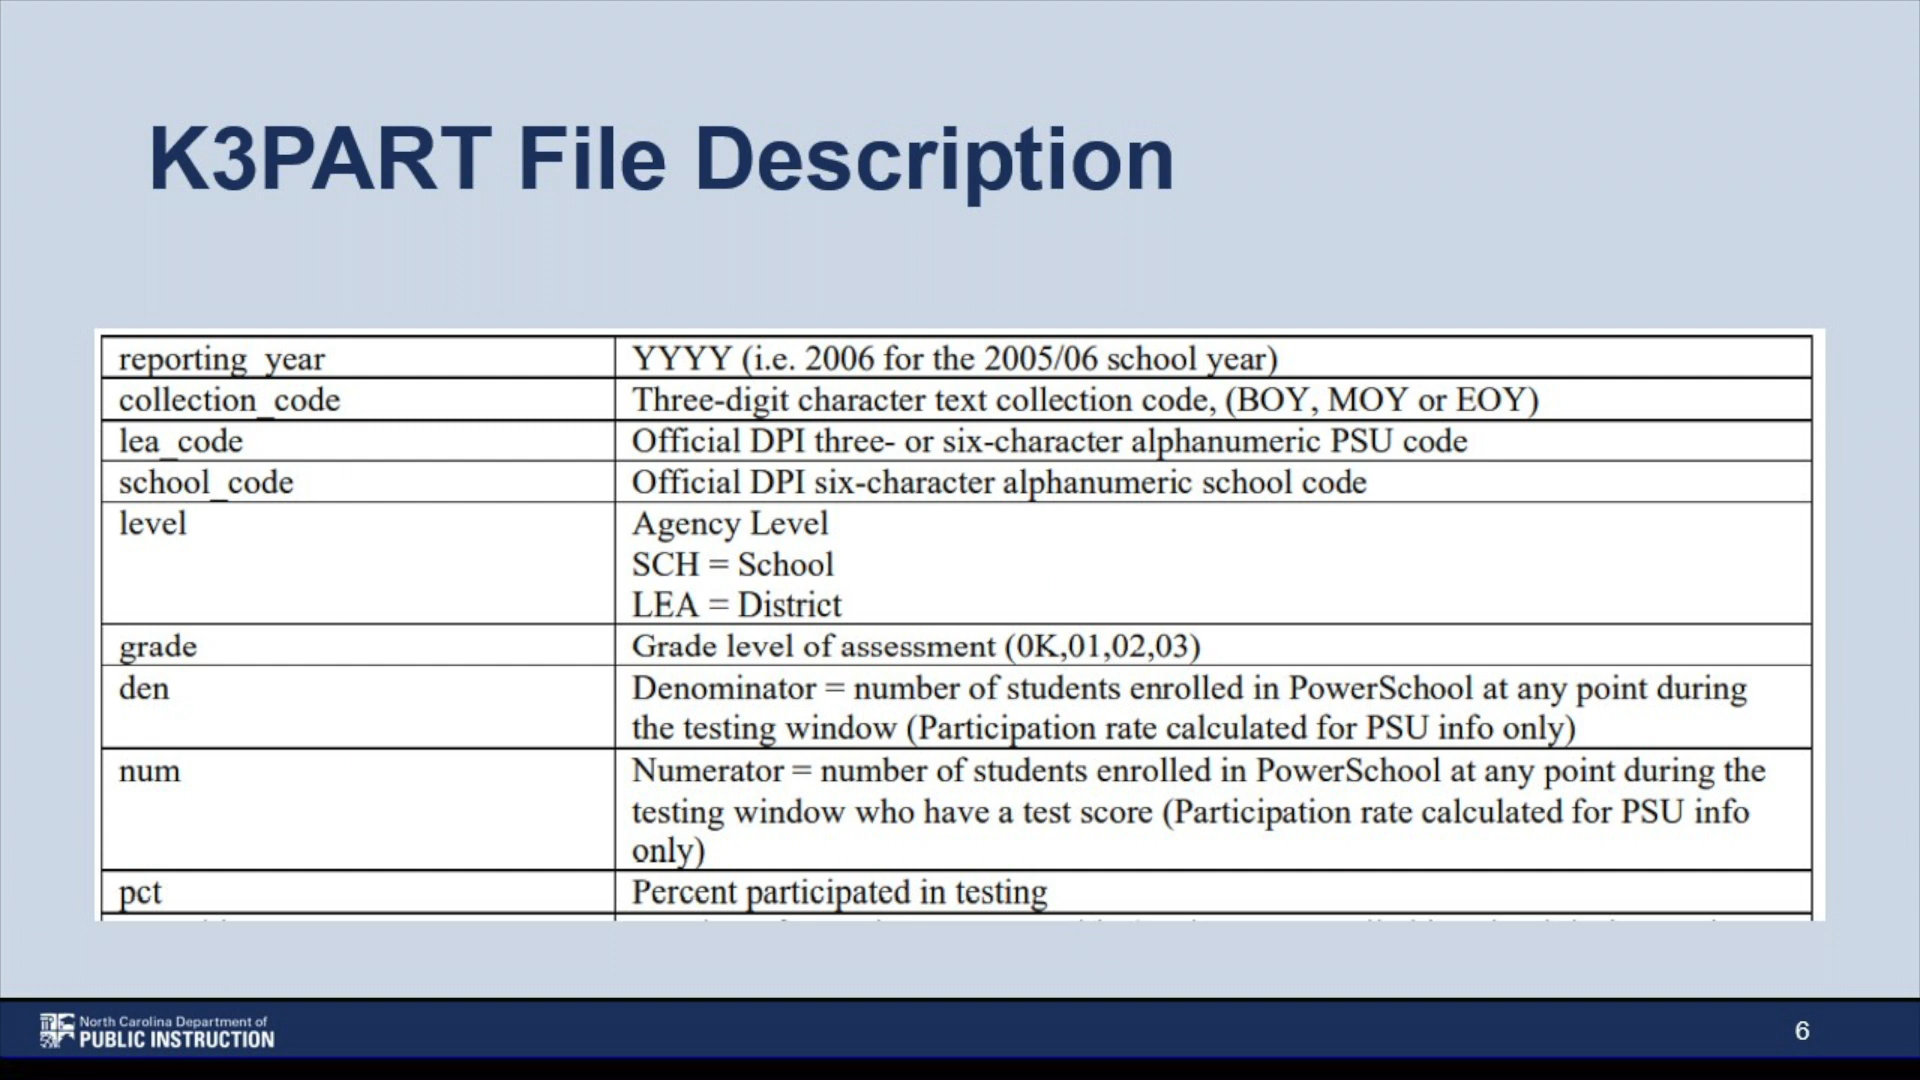 K3PART File Description
reporting_year YYYY (i.e. 2006 for the 2005/06 school year)
collection_code Three-digit character text collection code, (BOY, MOY or EOY)
lea_code Official DPI three- or six-character alphanumeric PSU code
school_code Official DPI six-character alphanumeric school code
level Agency Level
SCH = School
LEA = District
grade Grade level of assessment (0K,01,02,03)
den Denominator = number of students enrolled in PowerSchool at any point during
the testing window (Participation rate calculated for PSU info only)
num Numerator = number of students enrolled in PowerSchool at any point during the
testing window who have a test score (Participation rate calculated for PSU info
only)
pct Percent participated in testing
North Carolina Department of
PUBLIC INSTRUCTION
6